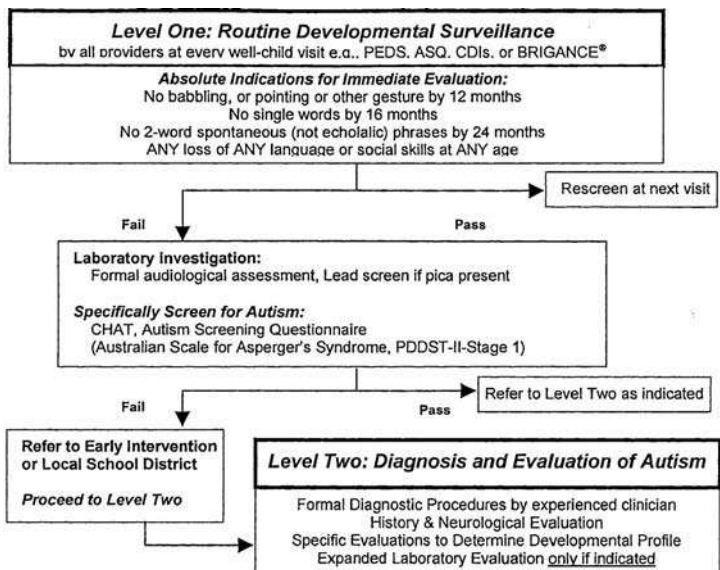 Level One: Routine Developmental Surveillance
by all providers at every well-child visit e.g., PEDS, ASQ, CDIs, or BRIGANCE®
Absolute Indications for Immediate Evaluation:
No babbling, or pointing or other gesture by 12 months
No single words by 16 months
No 2-word spontaneous (not echolalic) phrases by 24 months
ANY loss of ANY language or social skills at ANY age
Rescreen at next visit
Fail
Pass
Laboratory Investigation:
Formal audiological assessment, Lead screen if pica present
Specifically Screen for Autism:
CHAT, Autism Screening Questionnaire
(Australian Scale for Asperger's Syndrome, PDDST-II-Stage 1)
Refer to Level Two as indicated
Fail
Pass
Refer to Early Intervention
or Local School District
Proceed to Level Two
Level Two: Diagnosis and Evaluation of Autism
Formal Diagnostic Procedures by experienced clinician
History & Neurological Evaluation
Specific Evaluations to Determine Developmental Profile
Expanded Laboratory Evaluation only if indicated